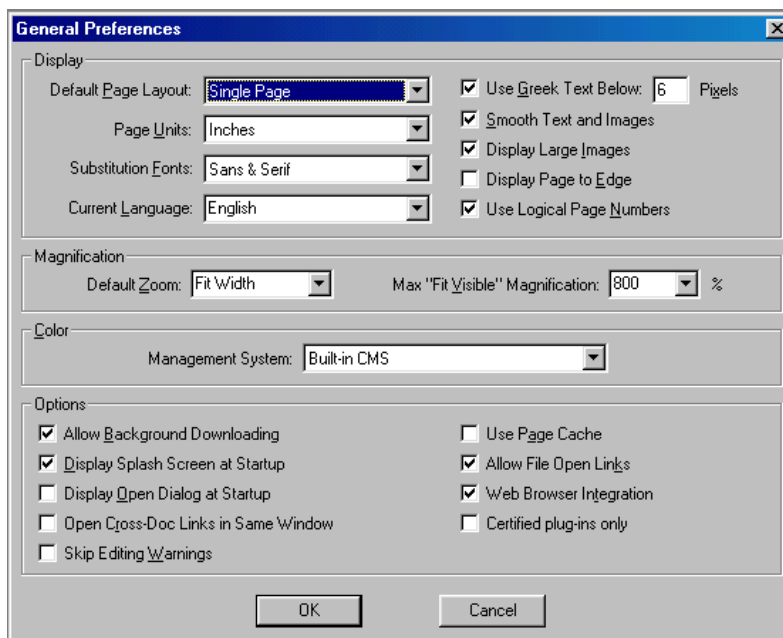 General Preferences
Display
Default Page Layout: Single Page
Use Greek Text Below: 6 Pixels
Page Units: Inches
Smooth Text and Images
Display Large Images
Substitution Fonts: Sans & Serif
Display Page to Edge
Current Language: English
Use Logical Page Numbers
Magnification
Default Zoom: Fit Width
Max "Fit Visible" Magnification: 800 %
Color
Management System: Built-in CMS
Options
Allow Background Downloading
Use Page Cache
Display Splash Screen at Startup
Allow File Open Links
Display Open Dialog at Startup
Web Browser Integration
Open Cross-Doc Links in Same Window
Certified plug-ins only
Skip Editing Warnings
OK
Cancel